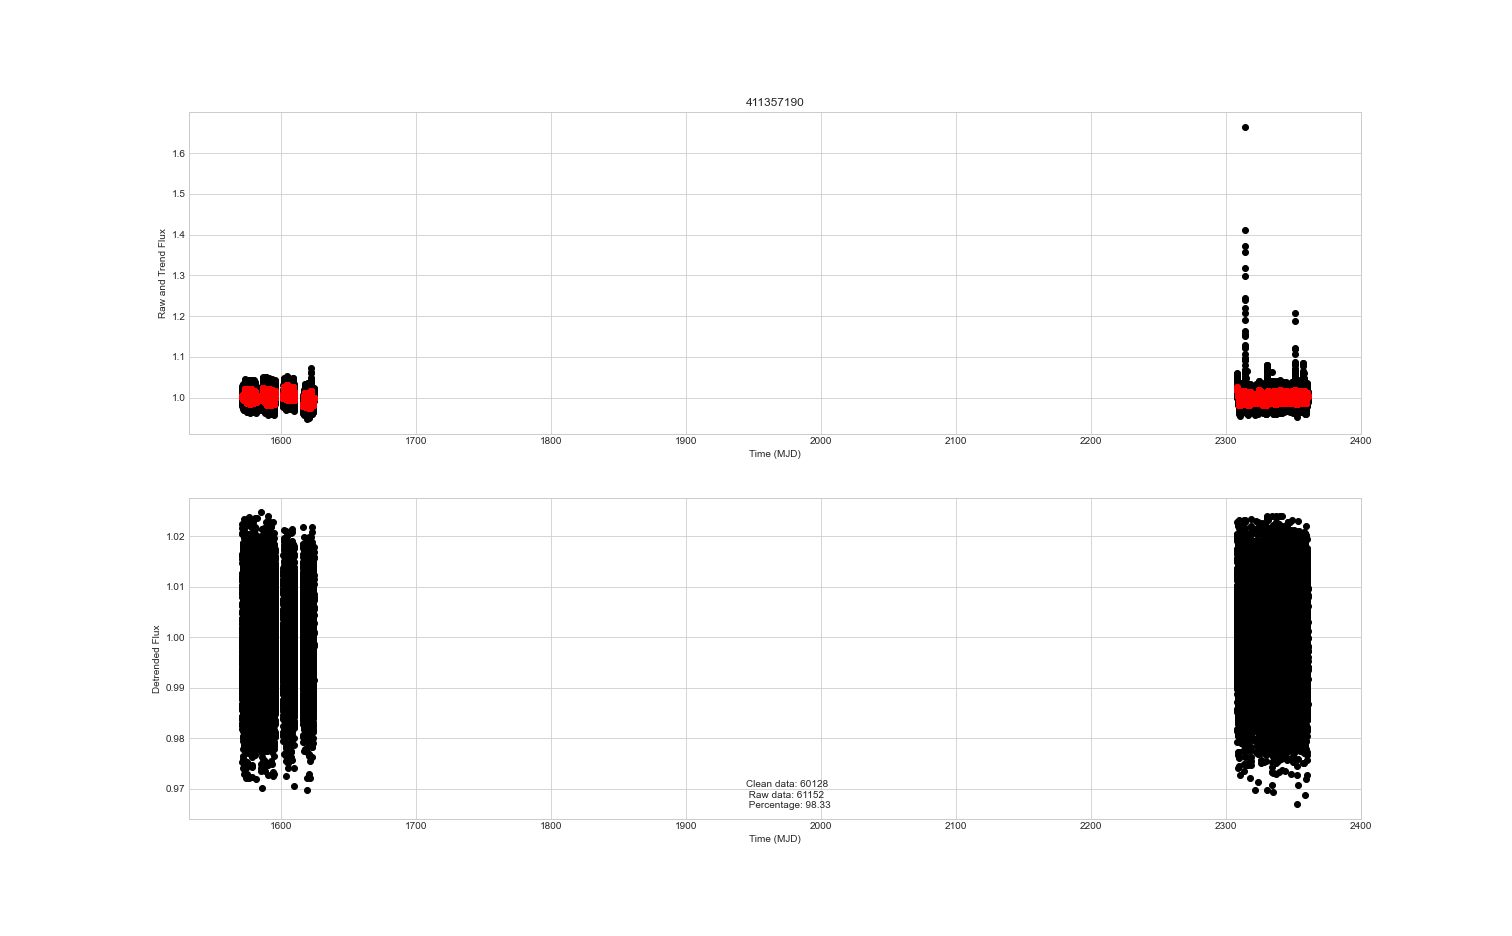 411357190
1.6
1.5
1.4
1.3
1.2
1.1
1.0
Raw and Trend Flux
1600 1700 1800 1900 2000 2100 2200 2300 2400
Time (MJD)
1.02
1.01
1.00
0.99
0.98
0.97
Detrended Flux
Clean data: 60128
Raw data: 61152
Percentage: 98.33
1600 1700 1800 1900 2000 2100 2200 2300 2400
Time (MJD)